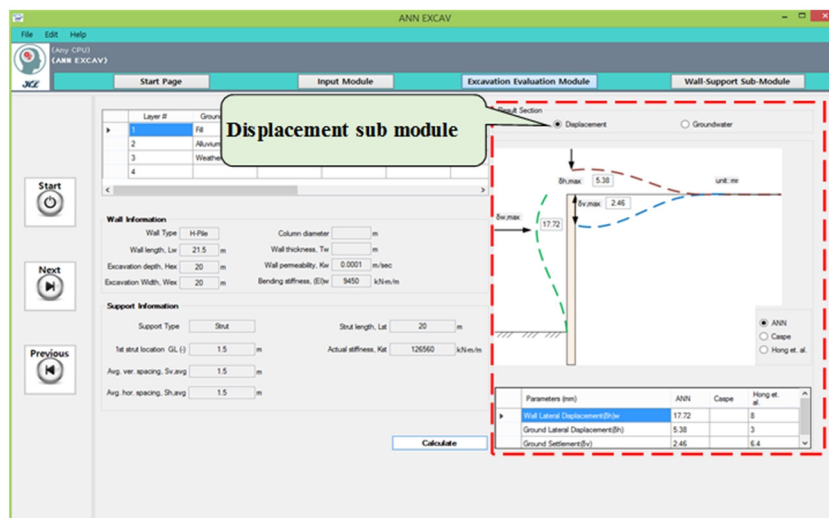 ANN EXCAV
File Edit Help
(Any CPU)
(ANN EXCAV)
Start Page
Input Module
Excavation Evaluation Module
Wall-Support Sub-Module
Layer #
1
Fill
2
Alluvium
3
4
Displacement sub module
Result Section
Displacement
Groundwater
δh,max 5.38
unit:
δv,max 2.46
δw,max 17.72
ANN
Caspe
Hong et. al.
Start
Next
Previous
Wall Information
Wall Type H-Pile
Column diameter m
Wall length, Lw 21.5 m
Wall thickness, Tw m
Excavation depth, Hex 20 m
Wall permeability, Kw 0.0001 m/sec
Excavation Width, Wex 20 m
Bending stiffness, (EI)w 9450 kN-m/m
Support Information
Support Type Strut
Strut length, Lst 20 m
1st strut location GL (-) 1.5 m
Actual stiffness, Kst 126560 kN-m/m
Avg. ver. spacing, Sv,avg 1.5 m
Avg. hor. spacing, Sh,avg 1.5 m
Calculate
Parameters (mm) ANN Caspe Hong et. al.
Wall Lateral Displacement(δh)w 17.72 8
Ground Lateral Displacement(δh) 5.38 3
Ground Settlement(δv) 2.46 6.4